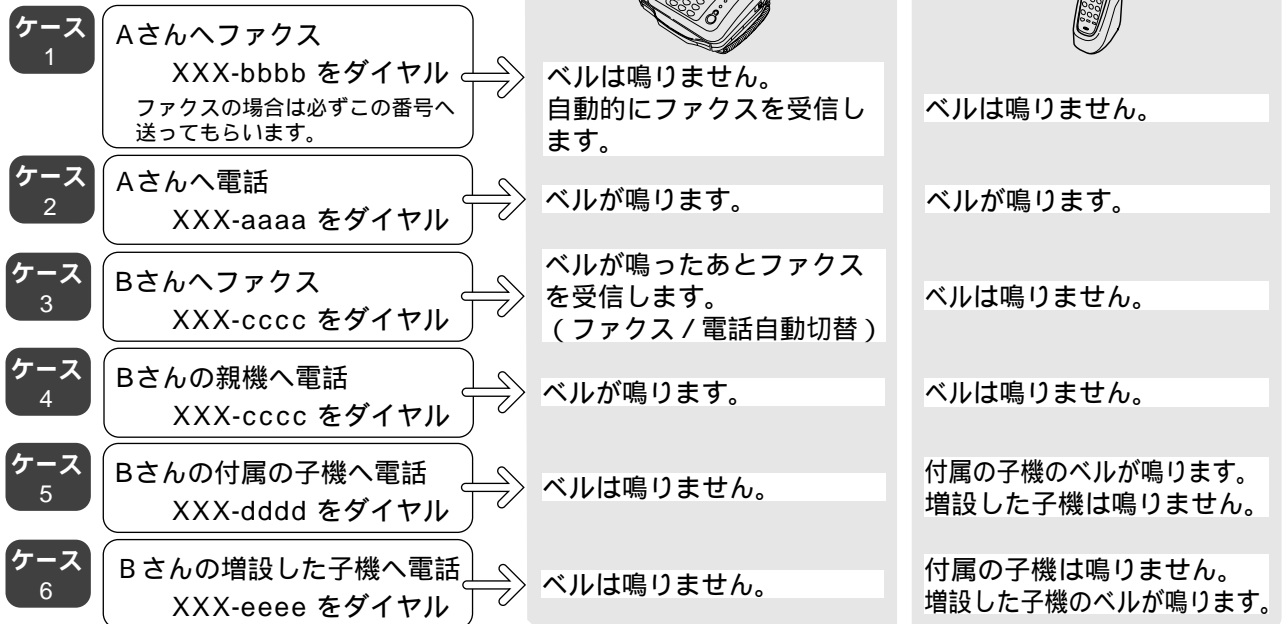 ケース
1
Aさんへファクス
XXX-bbbb をダイヤル
ファクスの場合は必ずこの番号へ
送ってもらいます。
ベルは鳴りません。
自動的にファクスを受信し
ます。
ベルは鳴りません。
ケース
2
Aさんへ電話
XXX-aaaa をダイヤル
ベルが鳴ります。
ベルが鳴ります。
ケース
3
Bさんへファクス
XXX-cccc をダイヤル
ベルが鳴ったあとファクス
を受信します。
(ファクス/電話自動切替)
ベルは鳴りません。
ケース
4
Bさんの親機へ電話
XXX-cccc をダイヤル
ベルが鳴ります。
ベルは鳴りません。
ケース
5
Bさんの付属の子機へ電話
XXX-dddd をダイヤル
ベルは鳴りません。
付属の子機のベルが鳴ります。
増設した子機は鳴りません。
ケース
6
Bさんの増設した子機へ電話
XXX-eeee をダイヤル
ベルは鳴りません。
付属の子機は鳴りません。
増設した子機のベルが鳴ります。